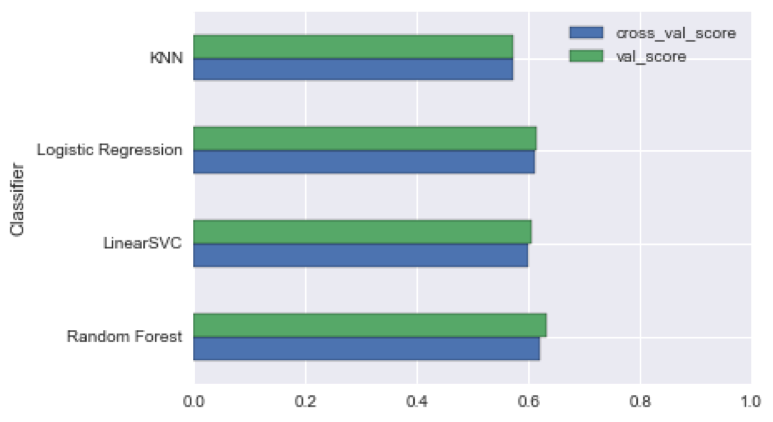 cross_val_score
val_score
KNN
Logistic Regression
LinearSVC
Random Forest
Classifier
0.0 0.2 0.4 0.6 0.8 1.0